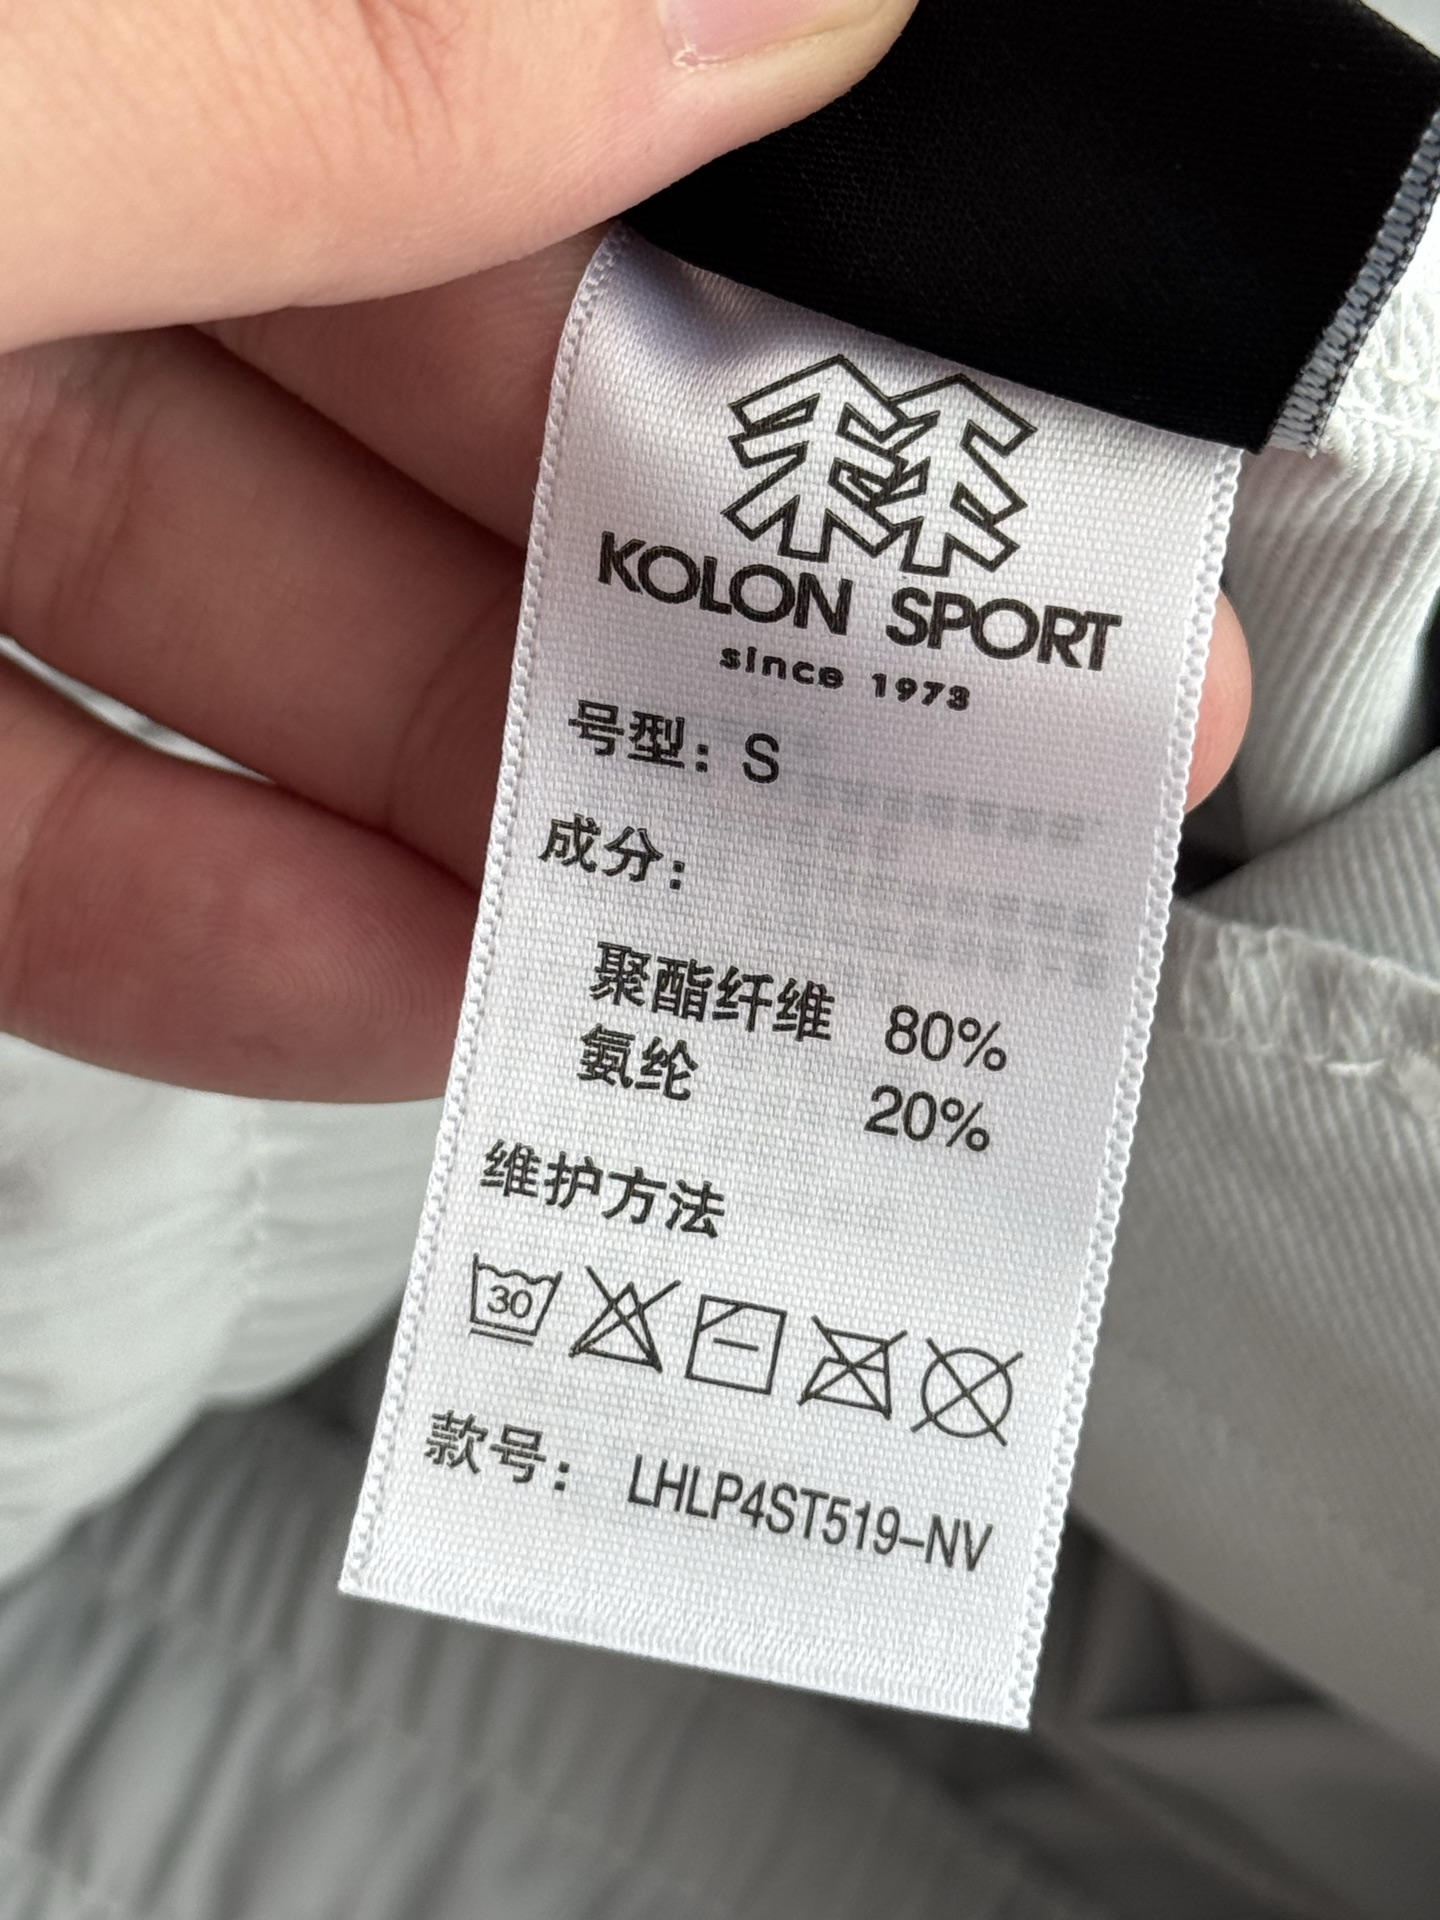 KOLON SPORT
since 1973
号型：S
成分：
聚酯纤维 80%
氨纶 20%
维护方法
30
款号： LHLP4ST519-NV